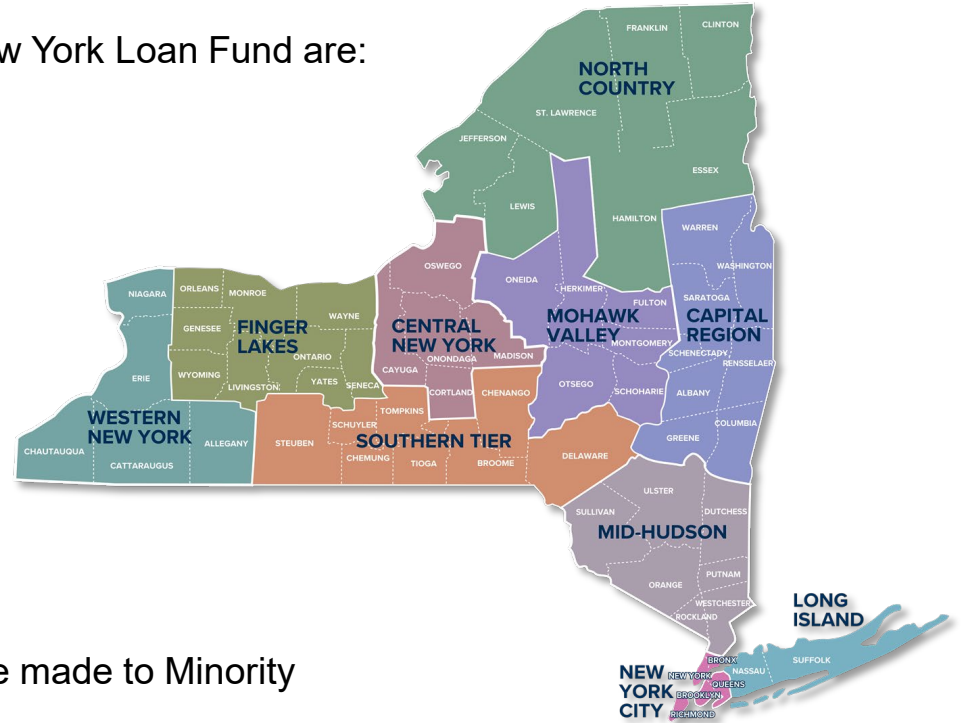 w York Loan Fund are:
FRANKLIN
CLINTON
NORTH
COUNTRY
ST. LAWRENCE
JEFFERSON
ESSEX
LEWIS
HAMILTON
WARREN
WASHINGTON
OSWEGO
ONEIDA
HERKIMER
FULTON
SARATOGA
NIAGARA
ORLEANS
MONROE
WAYNE
GENESEE
FINGER
LAKES
ONTARIO
CENTRAL
NEW YORK
ONONDAGA
MADISON
CAYUGA
MOHAWK
VALLEY
MONTGOMERY
CAPITAL
REGION
SCHENECTADY
RENSSELAER
ERIE
WYOMING
LIVINGSTON
YATES
SENECA
CORTLAND
CHENANGO
OTSEGO
SCHOHARIE
ALBANY
TOMPKINS
COLUMBIA
GREENE
WESTERN
NEW YORK
CHAUTAUQUA
CATTARAUGUS
ALLEGANY
STEUBEN
SCHUYLER
SOUTHERN TIER
CHEMUNG
TIOGA
BROOME
DELAWARE
ULSTER
SULLIVAN
DUTCHESS
MID-HUDSON
ORANGE
PUTNAM
WESTCHESTER
ROCKLAND
LONG
ISLAND
e made to Minority
NEW
YORK
CITY
BRONX
NEW YORK
QUEENS
BROOKLYN
RICHMOND
NASSAU
SUFFOLK